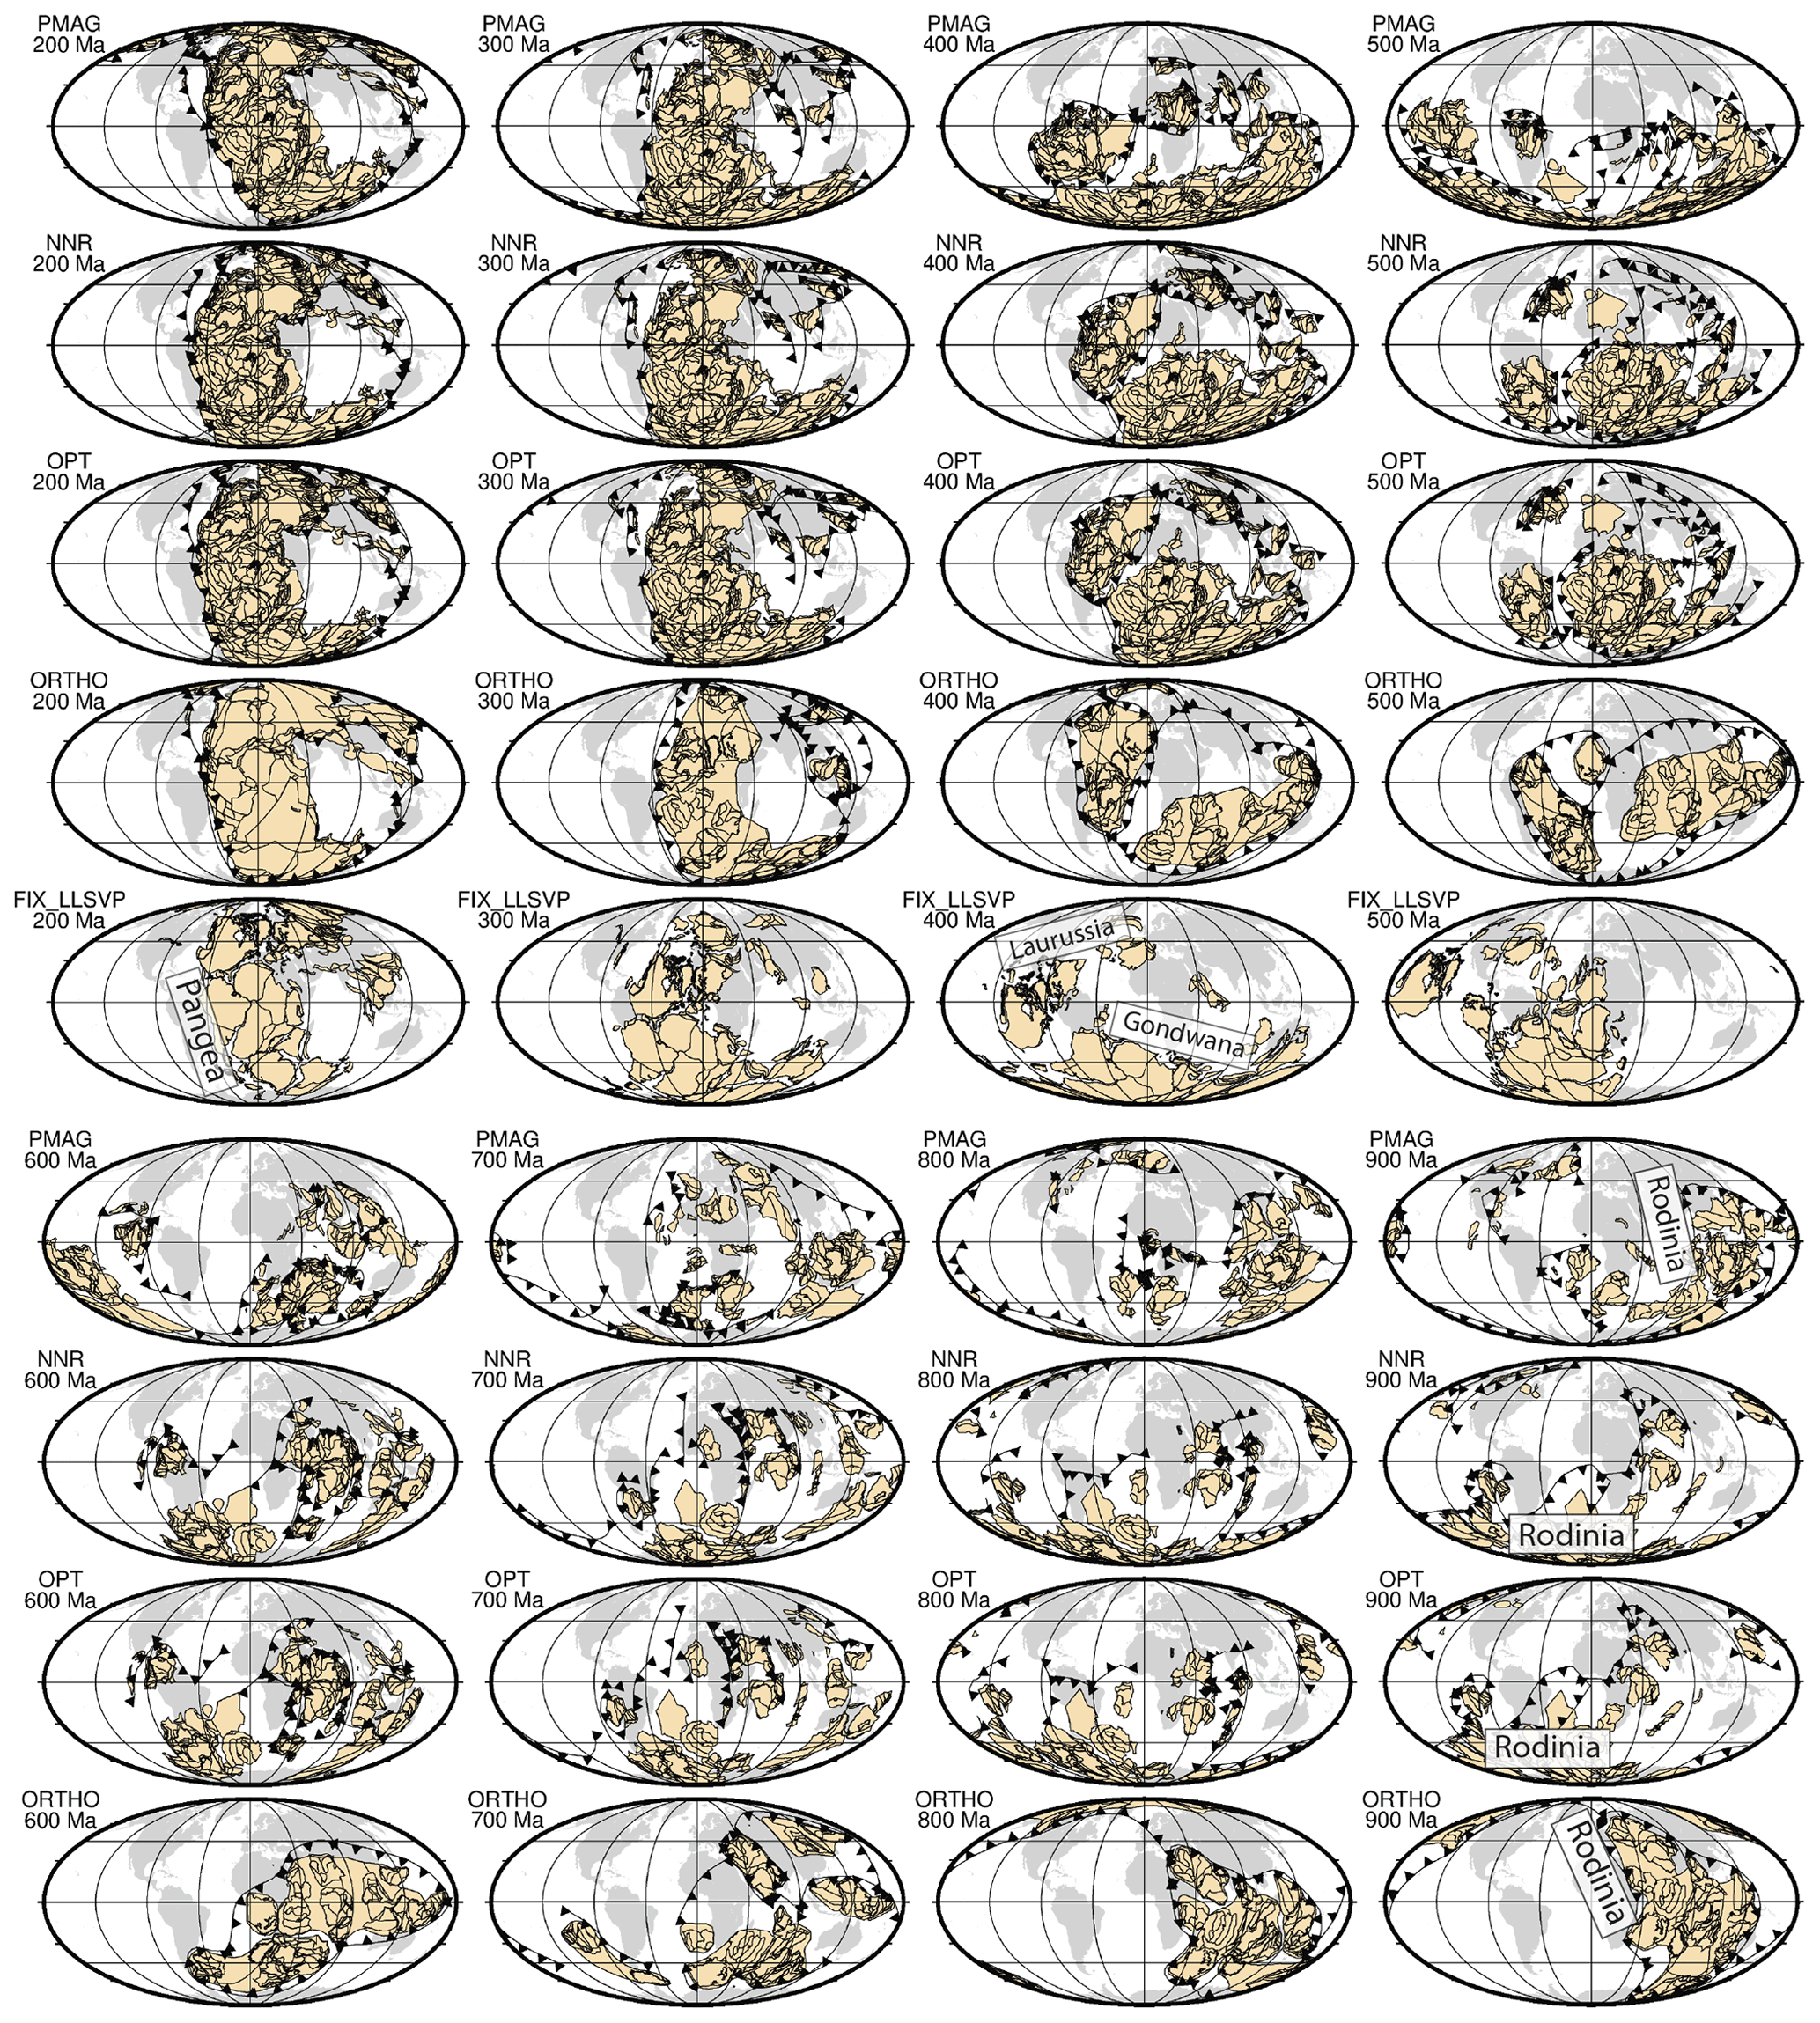 PMAG
200 Ma
PMAG
300 Ma
PMAG
400 Ma
PMAG
500 Ma
NNR
200 Ma
NNR
300 Ma
NNR
400 Ma
NNR
500 Ma
OPT
200 Ma
OPT
300 Ma
OPT
400 Ma
OPT
500 Ma
ORTHO
200 Ma
ORTHO
300 Ma
ORTHO
400 Ma
ORTHO
500 Ma
FIX_LLSVP
200 Ma
Pangea
FIX_LLSVP
300 Ma
FIX_LLSVP
400 Ma
Laurussia
Gondwana
FIX_LLSVP
500 Ma
PMAG
600 Ma
PMAG
700 Ma
PMAG
800 Ma
PMAG
900 Ma
Rodinia
NNR
600 Ma
NNR
700 Ma
NNR
800 Ma
NNR
900 Ma
Rodinia
OPT
600 Ma
OPT
700 Ma
OPT
800 Ma
OPT
900 Ma
Rodinia
ORTHO
600 Ma
ORTHO
700 Ma
ORTHO
800 Ma
ORTHO
900 Ma
Rodinia